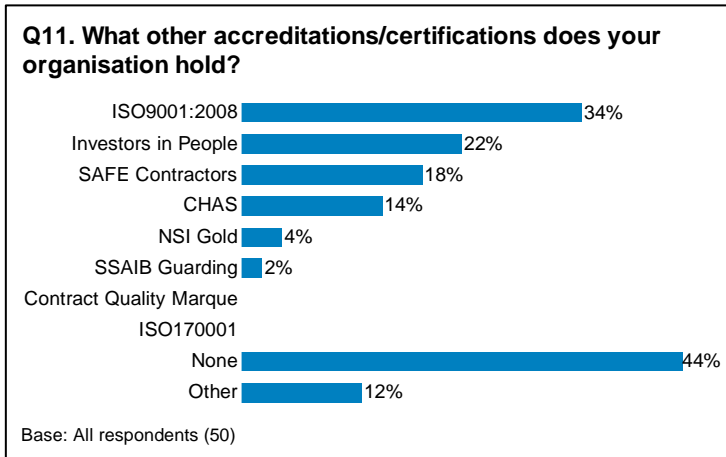 Q11. What other accreditations/certifications does your
organisation hold?
ISO9001:2008 34%
Investors in People 22%
SAFE Contractors 18%
CHAS 14%
NSI Gold 4%
SSAIB Guarding 2%
Contract Quality Marque
ISO170001
None 44%
Other 12%
Base: All respondents (50)